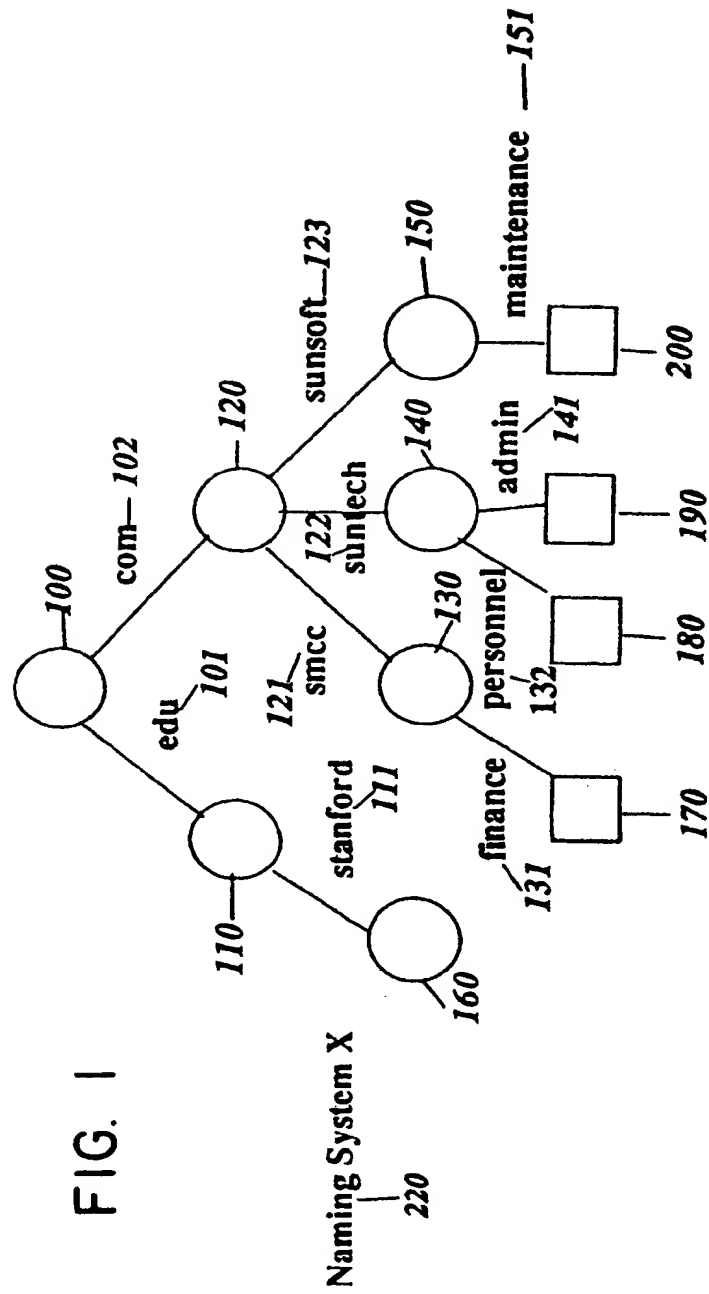 FIG. 1
Naming System X
220
100
com 102
edu
101
110
120
stanford
111
121
smcc
122
suntech
sunsoft 123
160
130
140
150
finance
131
personnel
132
admin
141
maintenance 151
170
180
190
200